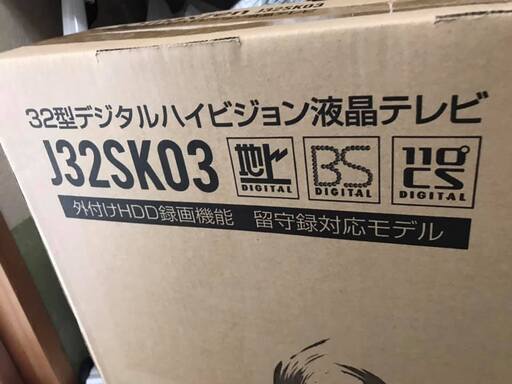 J32SK03
32型デジタルハイビジョン液晶テレビ
J32SK03
地上
DIGITAL
BS
DIGITAL
110°
CS
DIGITAL
外付けHDD録画機能 留守録対応モデル